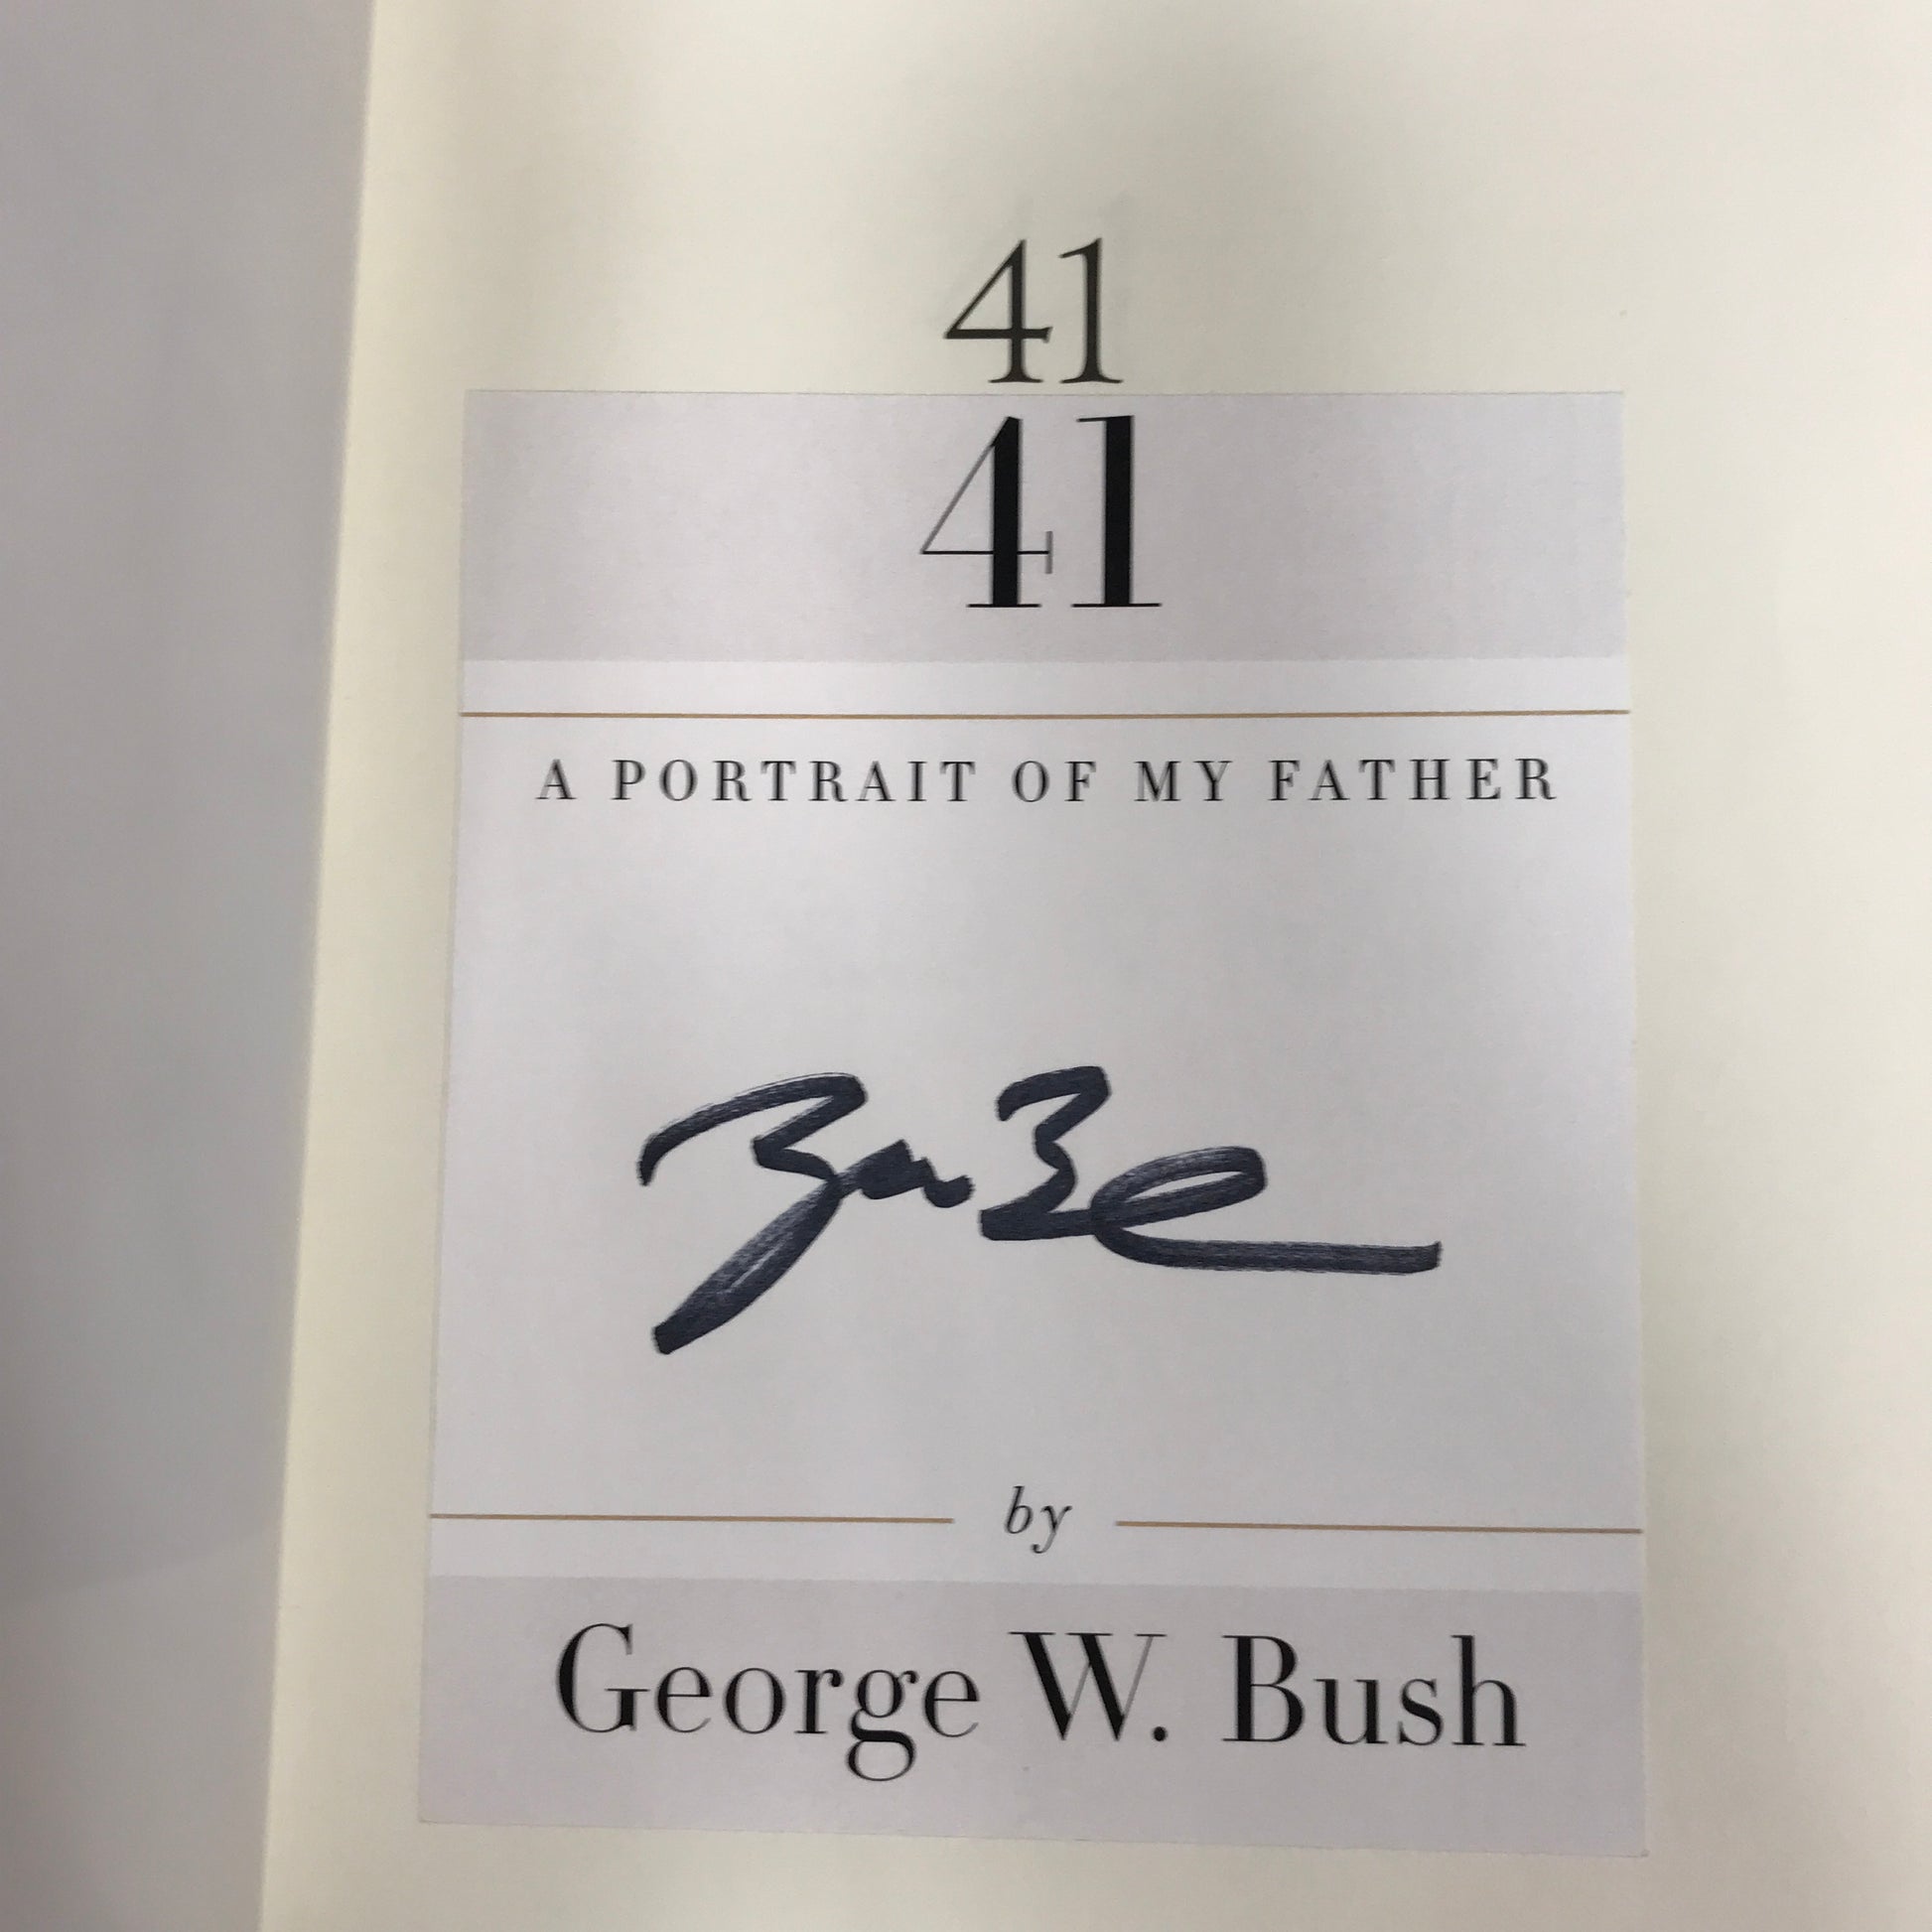 41
41
A PORTRAIT OF MY FATHER
by
George W. Bush